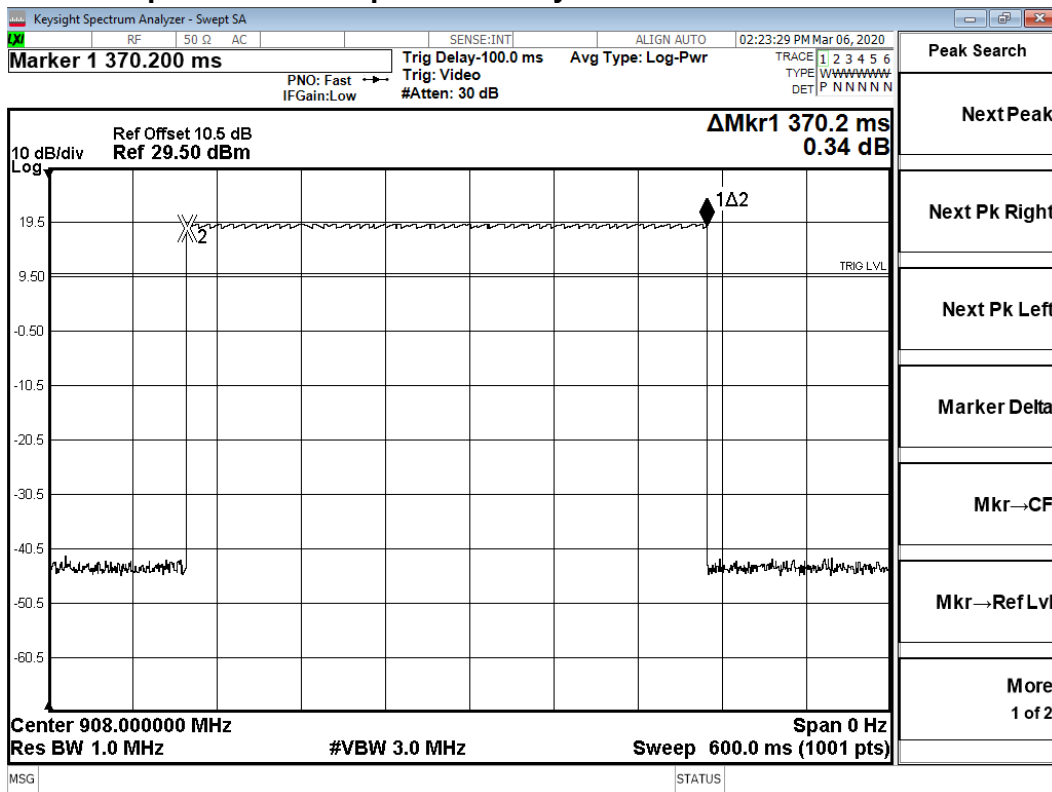 Keysight Spectrum Analyzer - Swept SA
LXI RF 50 Ω AC SENSE:INT ALIGN AUTO 02:23:29 PM Mar 06, 2020
Marker 1 370.200 ms
PNO: Fast
IFGain:Low
Trig Delay-100.0 ms
Trig: Video
#Atten: 30 dB
Avg Type: Log-Pwr
TRACE 1 2 3 4 5 6
TYPE WWWWWWW
DET P N N N N N
Peak Search
Ref Offset 10.5 dB
10 dB/div Ref 29.50 dBm
Log
ΔMkr1 370.2 ms
0.34 dB
1Δ2
2
TRIG LVL
19.5
9.50
-0.50
-10.5
-20.5
-30.5
-40.5
-50.5
-60.5
Center 908.000000 MHz Span 0 Hz
Res BW 1.0 MHz #VBW 3.0 MHz Sweep 600.0 ms (1001 pts)
MSG STATUS
Next Peak
Next Pk Right
Next Pk Left
Marker Delta
Mkr→CF
Mkr→Ref Lvl
More
1 of 2